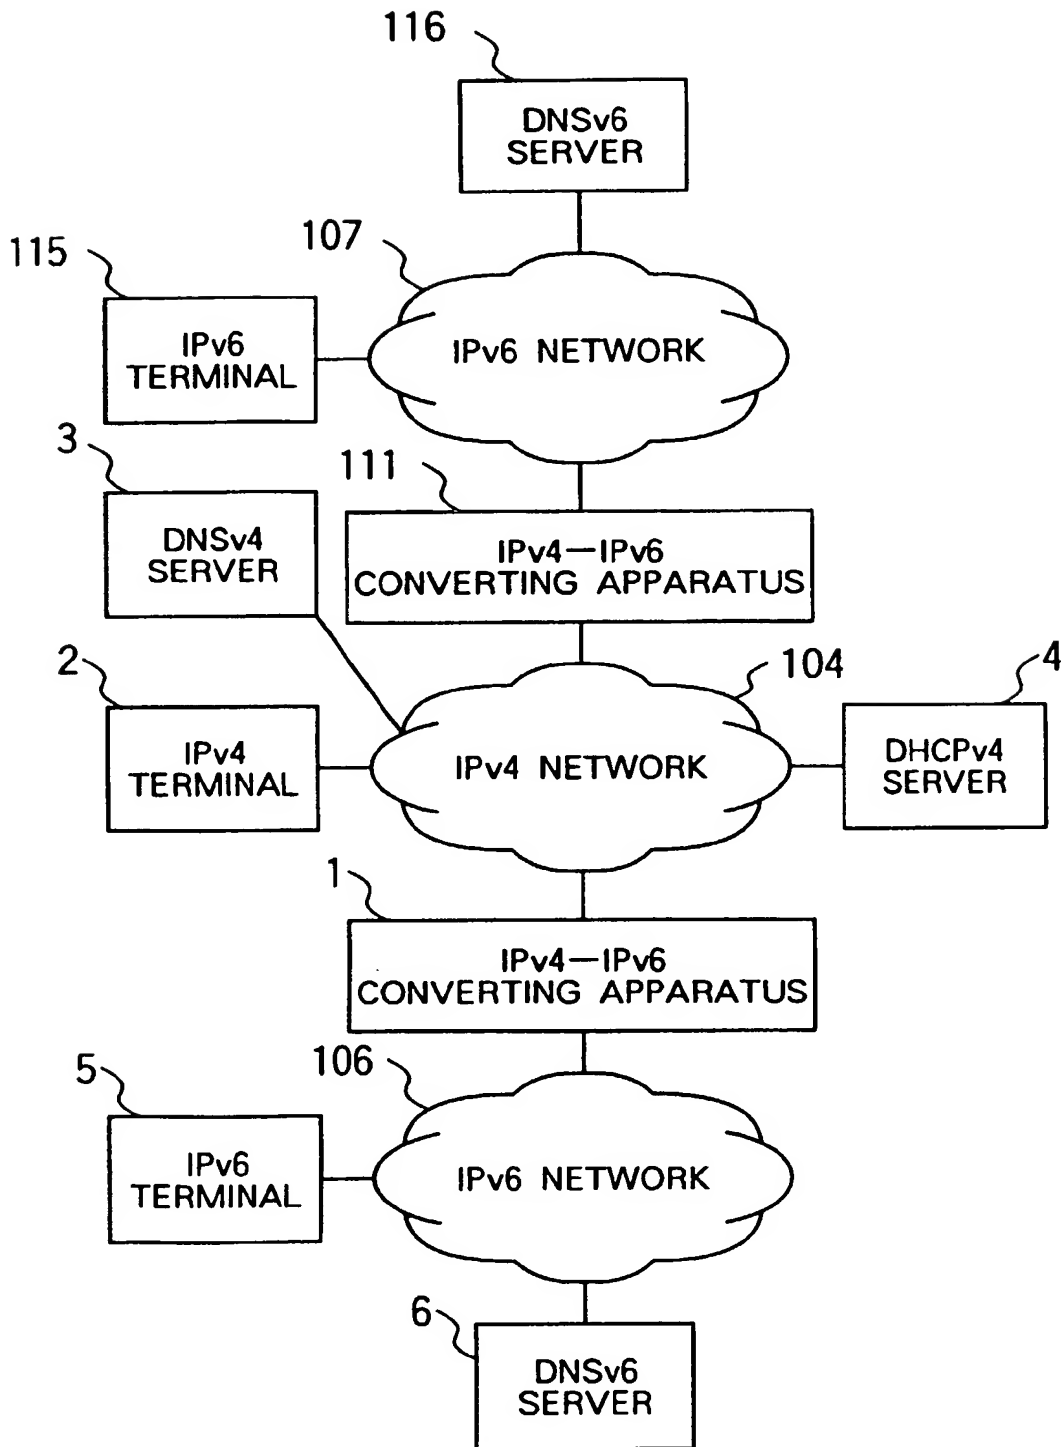 116
DNSv6
SERVER
107
115
IPv6
TERMINAL
IPv6 NETWORK
3
111
DNSv4
SERVER
IPv4—IPv6
CONVERTING APPARATUS
2
104
4
IPv4
TERMINAL
IPv4 NETWORK
DHCPv4
SERVER
1
IPv4—IPv6
CONVERTING APPARATUS
5
106
IPv6
TERMINAL
IPv6 NETWORK
6
DNSv6
SERVER